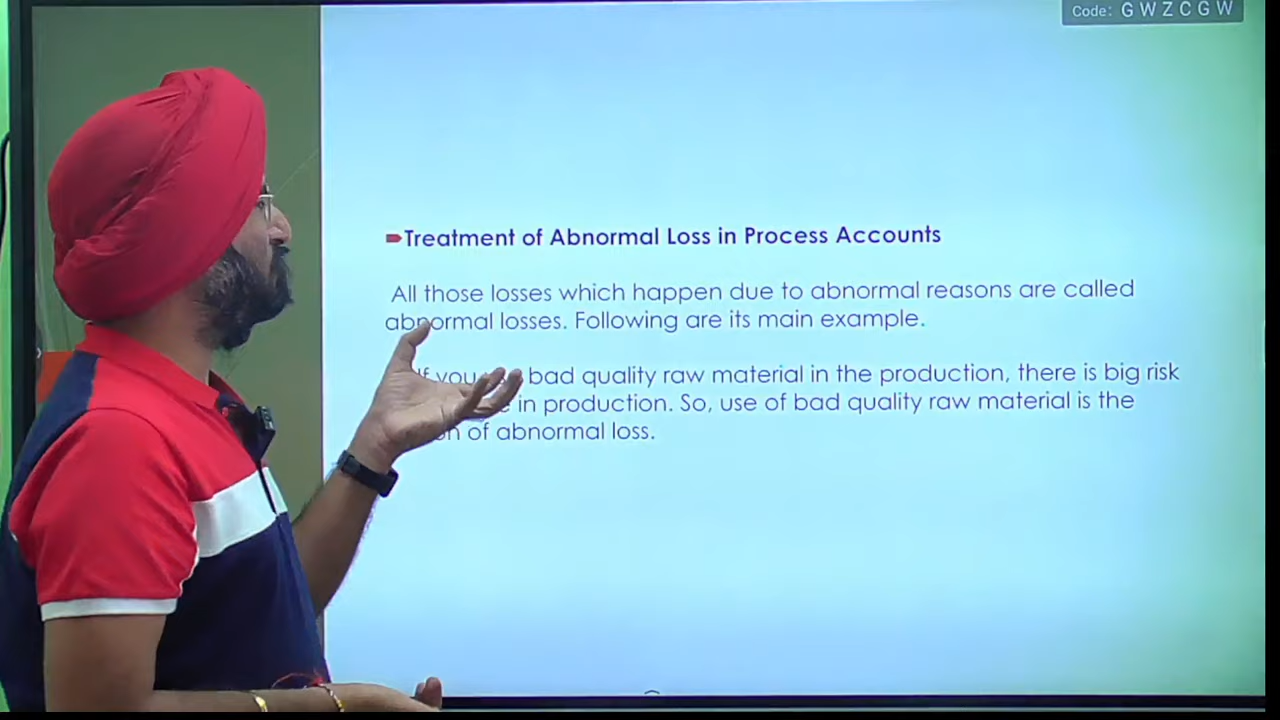 Code: G W Z C G W
Treatment of Abnormal Loss in Process Accounts
All those losses which happen due to abnormal reasons are called
abnormal losses. Following are its main example.
If you bad quality raw material in the production, there is big risk
in production. So, use of bad quality raw material is the
of abnormal loss.